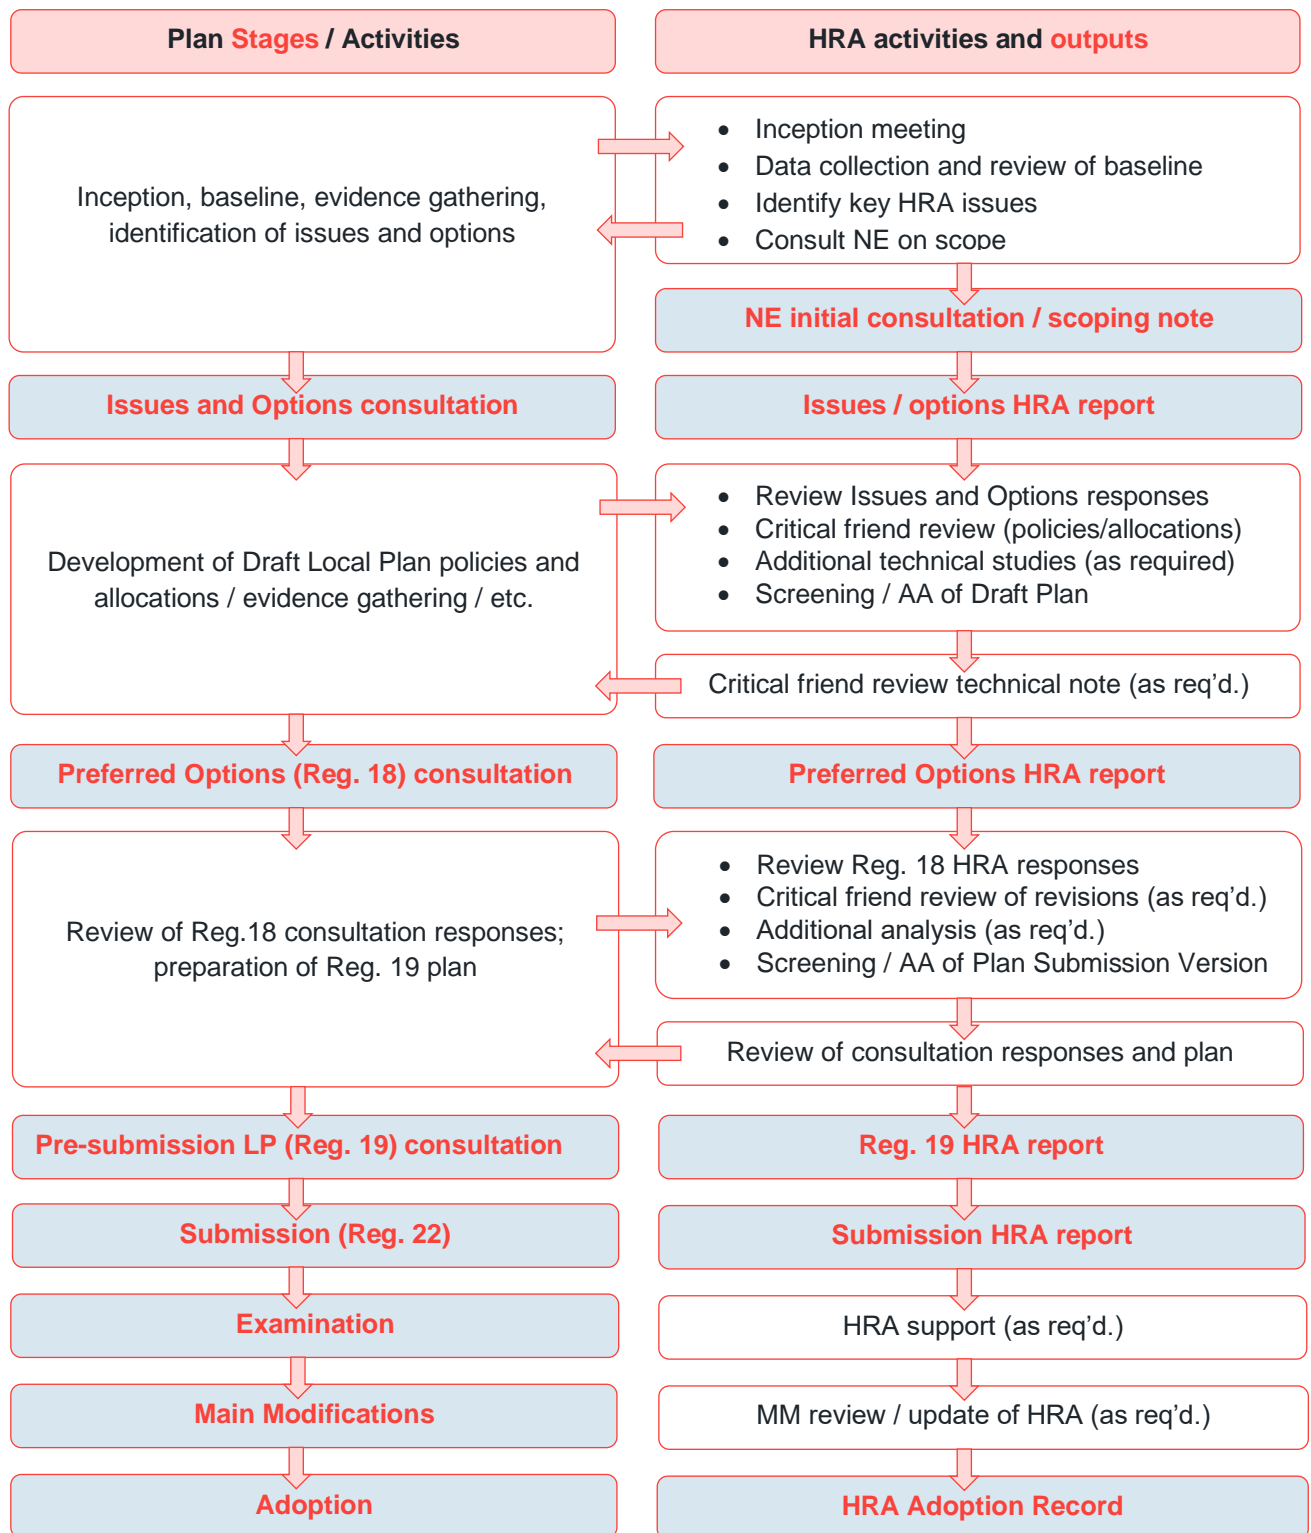 Plan Stages / Activities
HRA activities and outputs
Inception, baseline, evidence gathering,
identification of issues and options
• Inception meeting
• Data collection and review of baseline
• Identify key HRA issues
• Consult NE on scope
NE initial consultation / scoping note
Issues and Options consultation
Issues / options HRA report
Development of Draft Local Plan policies and
allocations / evidence gathering / etc.
• Review Issues and Options responses
• Critical friend review (policies/allocations)
• Additional technical studies (as required)
• Screening / AA of Draft Plan
Critical friend review technical note (as req’d.)
Preferred Options (Reg. 18) consultation
Preferred Options HRA report
Review of Reg.18 consultation responses;
preparation of Reg. 19 plan
• Review Reg. 18 HRA responses
• Critical friend review of revisions (as req’d.)
• Additional analysis (as req’d.)
• Screening / AA of Plan Submission Version
Review of consultation responses and plan
Pre-submission LP (Reg. 19) consultation
Reg. 19 HRA report
Submission (Reg. 22)
Submission HRA report
Examination
HRA support (as req’d.)
Main Modifications
MM review / update of HRA (as req’d.)
Adoption
HRA Adoption Record